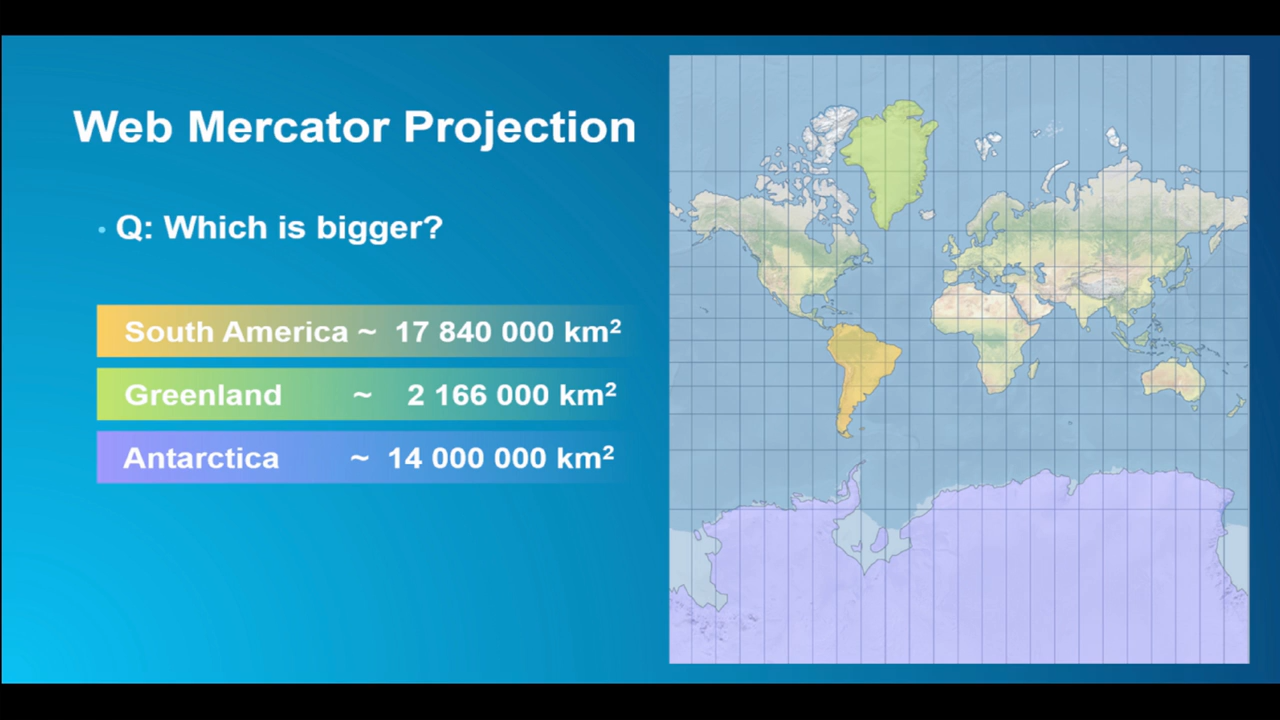 Web Mercator Projection
• Q: Which is bigger?
South America ~ 17 840 000 km²
Greenland ~ 2 166 000 km²
Antarctica ~ 14 000 000 km²